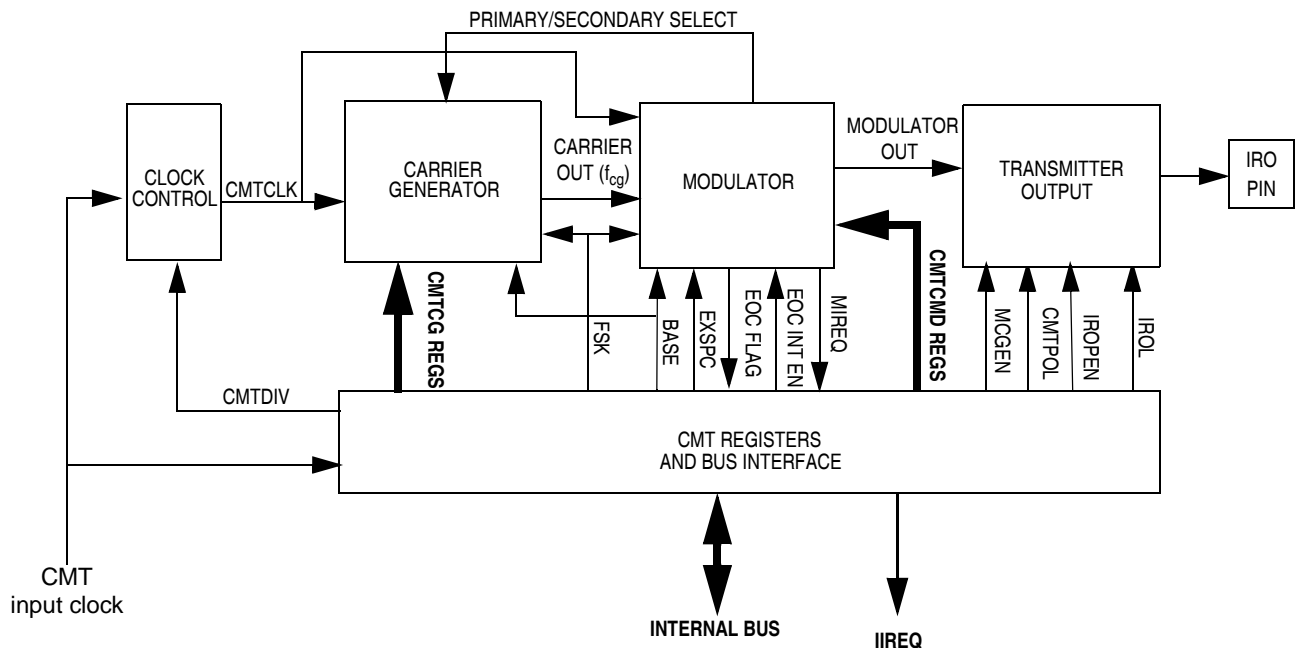 PRIMARY/SECONDARY SELECT
CLOCK
CONTROL
CMTCLK
CARRIER
GENERATOR
CARRIER
OUT (fcg)
MODULATOR
MODULATOR
OUT
TRANSMITTER
OUTPUT
IRO
PIN
CMTCG REGS
FSK
BASE
EXSPC
EOC FLAG
EOC INT EN
MIREQ
CMTCMD REGS
MCGEN
CMTPOL
IROPEN
IROL
CMTDIV
CMT REGISTERS
AND BUS INTERFACE
CMT
input clock
INTERNAL BUS
IIREQ